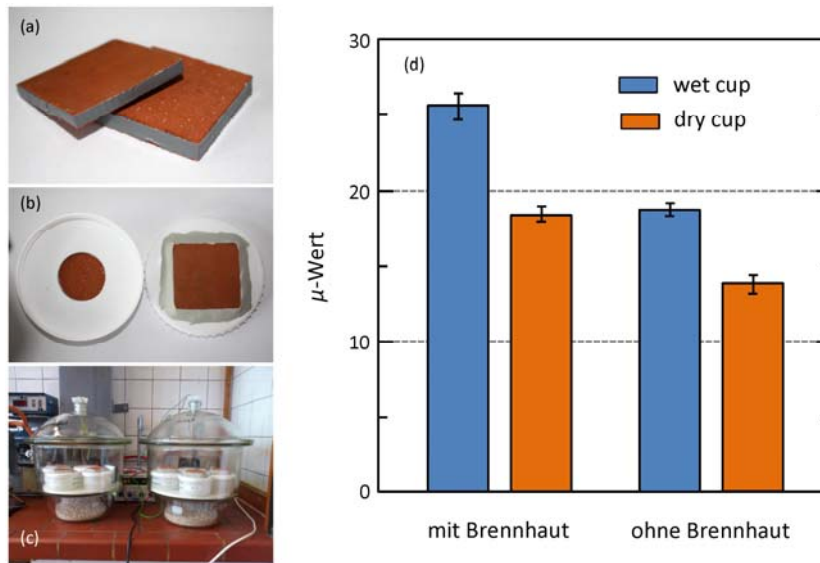 (a)
(b)
(c)
(d)
wet cup
dry cup
30
20
10
0
μ-Wert
mit Brennhaut
ohne Brennhaut